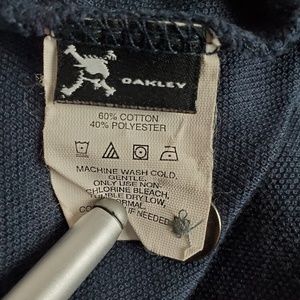 OAKLEY
60% COTTON
40% POLYESTER
MACHINE WASH COLD,
GENTLE.
ONLY USE NON-
CHLORINE BLEACH,
TUMBLE DRY LOW,
NORMAL.
IF NEEDED